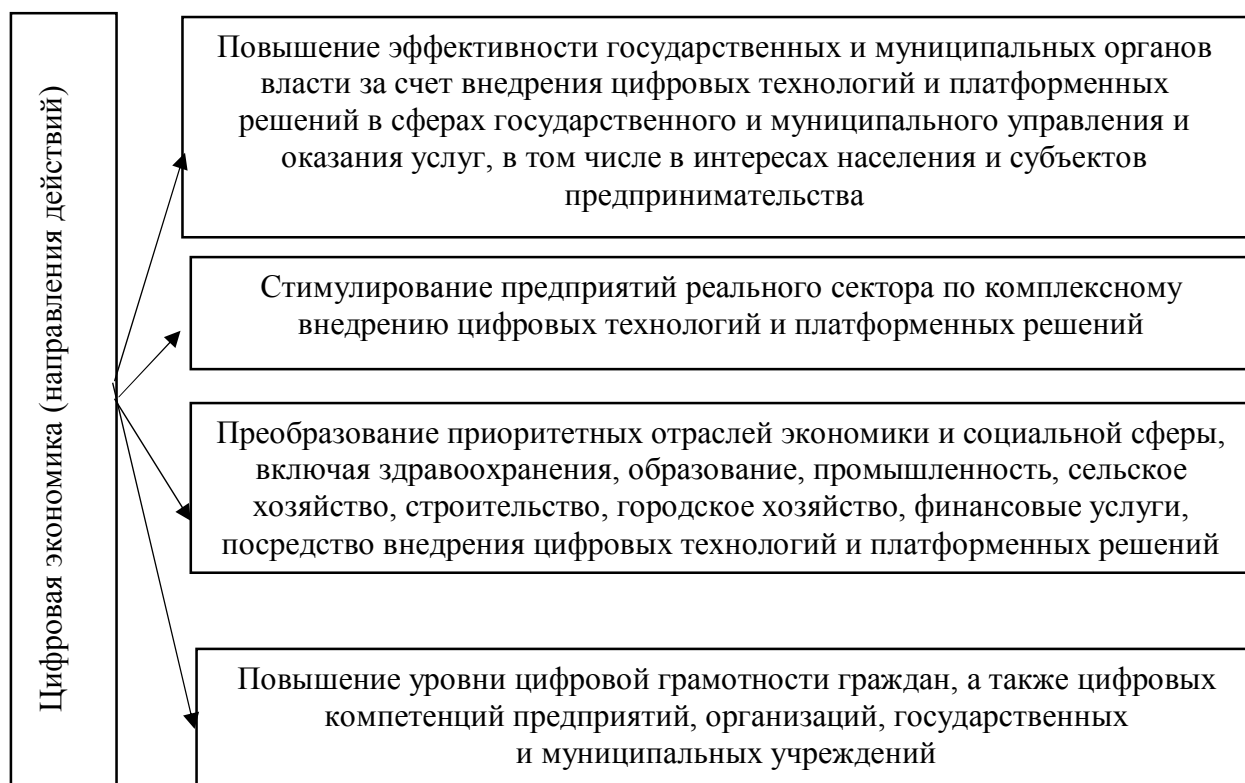 Цифровая экономика (направления действий)
Повышение эффективности государственных и муниципальных органов
власти за счет внедрения цифровых технологий и платформенных
решений в сферах государственного и муниципального управления и
оказания услуг, в том числе в интересах населения и субъектов
предпринимательства
Стимулирование предприятий реального сектора по комплексному
внедрению цифровых технологий и платформенных решений
Преобразование приоритетных отраслей экономики и социальной сферы,
включая здравоохранения, образование, промышленность, сельское
хозяйство, строительство, городское хозяйство, финансовые услуги,
посредство внедрения цифровых технологий и платформенных решений
Повышение уровни цифровой грамотности граждан, а также цифровых
компетенций предприятий, организаций, государственных
и муниципальных учреждений